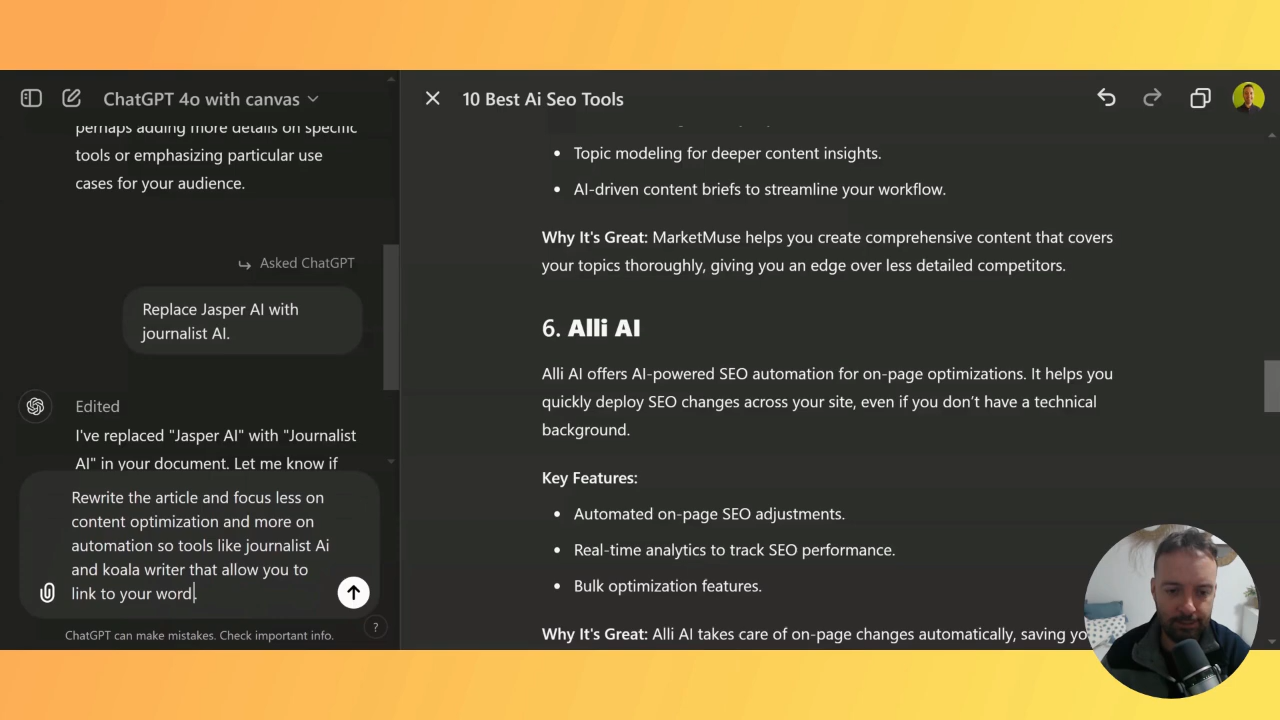 ChatGPT 4o with canvas
perhaps adding more details on specific
tools or emphasizing particular use
cases for your audience.
Asked ChatGPT
Replace Jasper AI with
journalist AI.
Edited
I've replaced "Jasper AI" with "Journalist
AI" in your document. Let me know if
Rewrite the article and focus less on
content optimization and more on
automation so tools like journalist Ai
and koala writer that allow you to
link to your word.
ChatGPT can make mistakes. Check important info.
?
10 Best Ai Seo Tools
• Topic modeling for deeper content insights.
• AI-driven content briefs to streamline your workflow.
Why It's Great: MarketMuse helps you create comprehensive content that covers
your topics thoroughly, giving you an edge over less detailed competitors.
6. Alli AI
Alli AI offers AI-powered SEO automation for on-page optimizations. It helps you
quickly deploy SEO changes across your site, even if you don't have a technical
background.
Key Features:
• Automated on-page SEO adjustments.
• Real-time analytics to track SEO performance.
• Bulk optimization features.
Why It's Great: Alli AI takes care of on-page changes automatically, saving